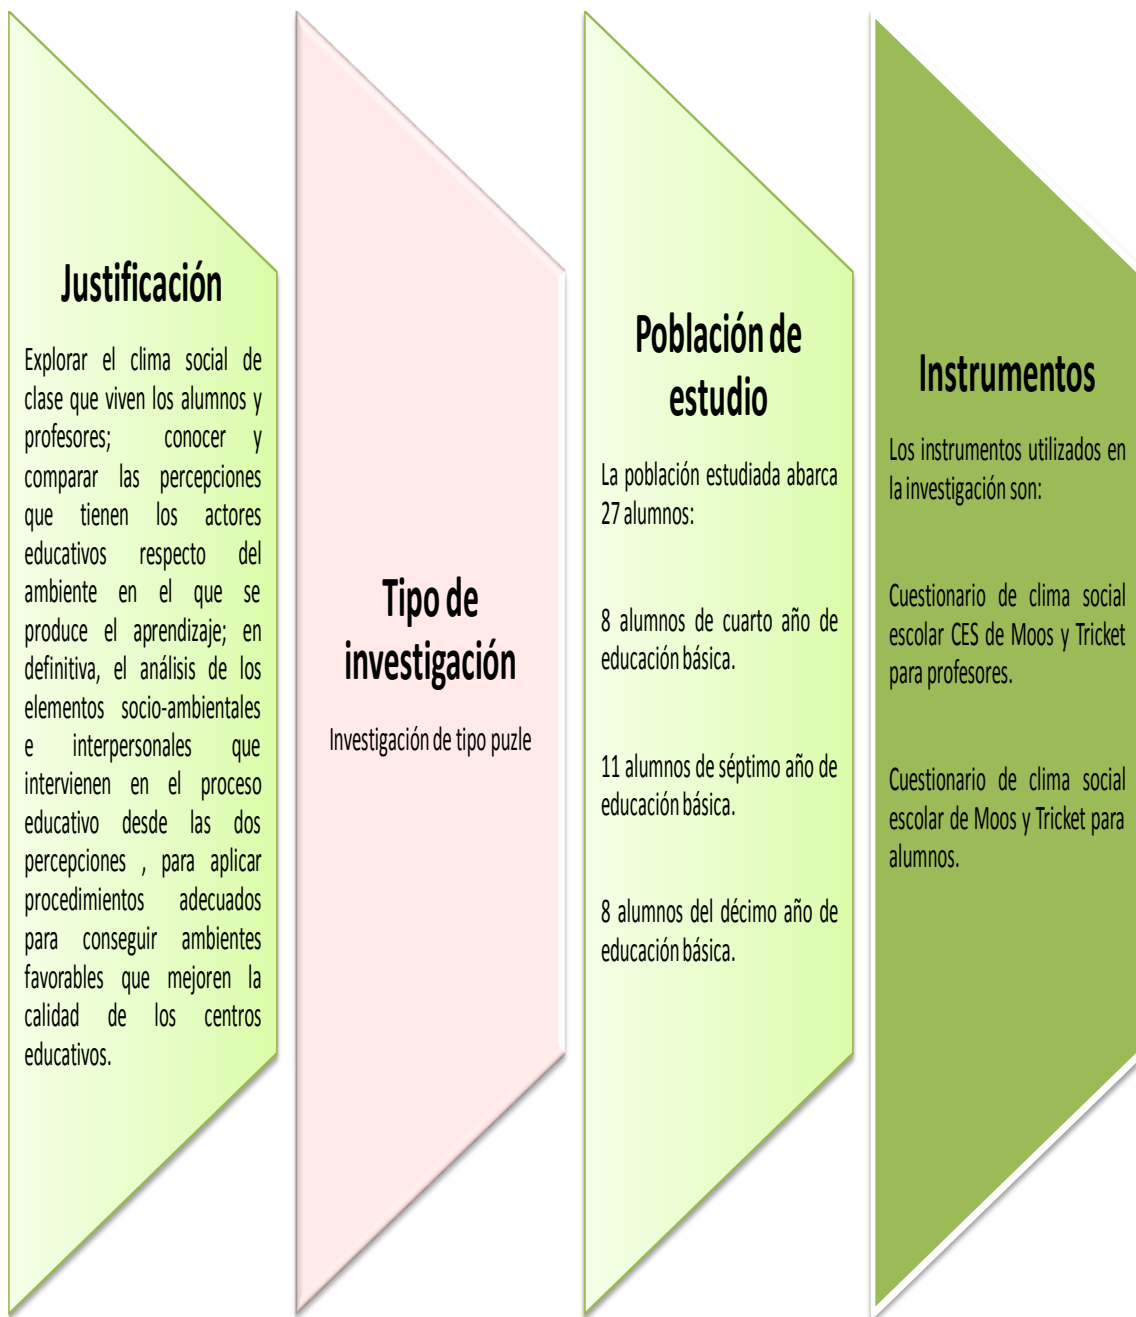 Justificación
Explorar el clima social de
clase que viven los alumnos y
profesores; conocer y
comparar las percepciones
que tienen los actores
educativos respecto del
ambiente en el que se
produce el aprendizaje; en
definitiva, el análisis de los
elementos socio-ambientales
e interpersonales que
intervienen en el proceso
educativo desde las dos
percepciones , para aplicar
procedimientos adecuados
para conseguir ambientes
favorables que mejoren la
calidad de los centros
educativos.
Tipo de
investigación
Investigación de tipo puzle
Población de
estudio
La población estudiada abarca
27 alumnos:
8 alumnos de cuarto año de
educación básica.
11 alumnos de séptimo año de
educación básica.
8 alumnos del décimo año de
educación básica.
Instrumentos
Los instrumentos utilizados en
la investigación son:
Cuestionario de clima social
escolar CES de Moos y Tricket
para profesores.
Cuestionario de clima social
escolar de Moos y Tricket para
alumnos.